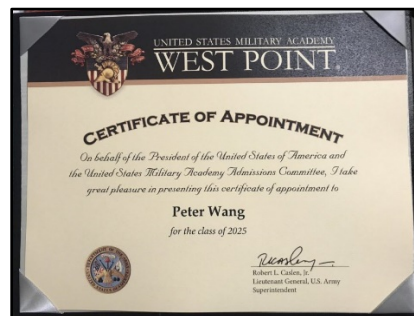 UNITED STATES MILITARY ACADEMY
WEST POINT.
CERTIFICATE OF APPOINTMENT
On behalf of the President of the United States of America and
the United States Military Academy Admissions Committee, I take
great pleasure in presenting this certificate of appointment to
Peter Wang
for the class of 2025
Robert L. Caslen, Jr.
Lieutenant General, U.S. Army
Superintendent